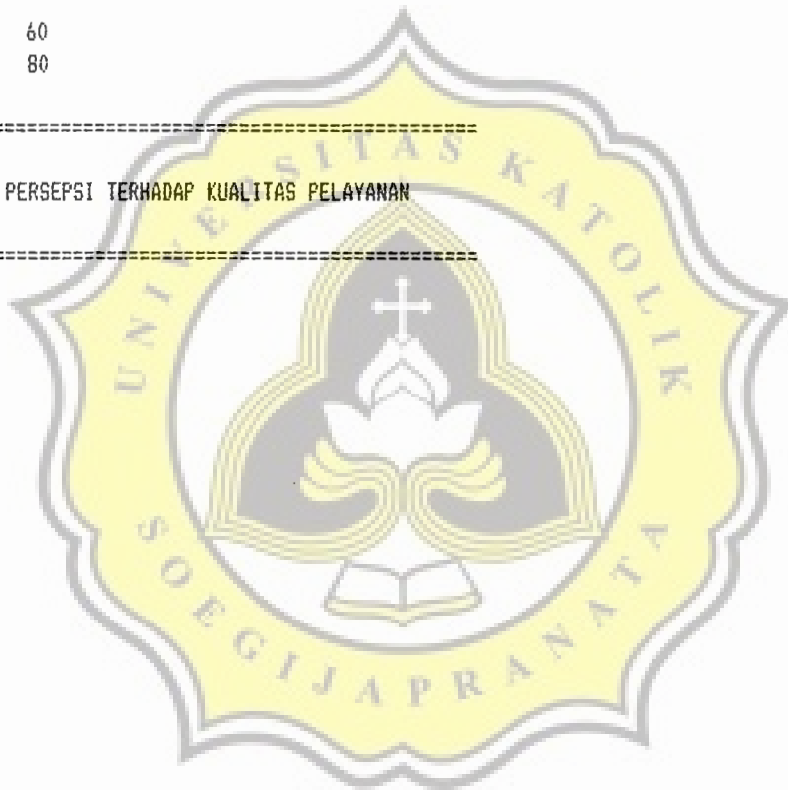 60
80
================================================
PERSEPSI TERHADAP KUALITAS PELAYANAN
================================================
UNIVERSITAS KATOLIK
SOEGIJAPRANATA